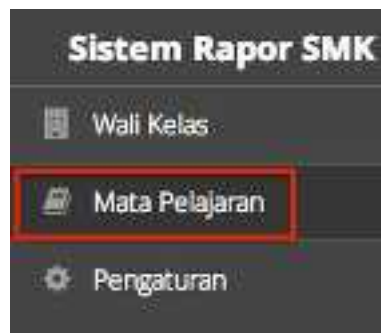 Sistem Rapor SMK
Wali Kelas
Mata Pelajaran
Pengaturan